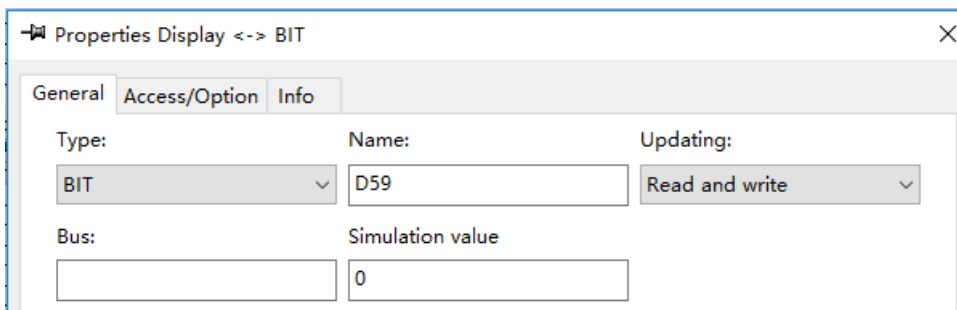 Properties Display <-> BIT
General Access/Option Info
Type: Name: Updating:
BIT D59 Read and write
Bus: Simulation value
0